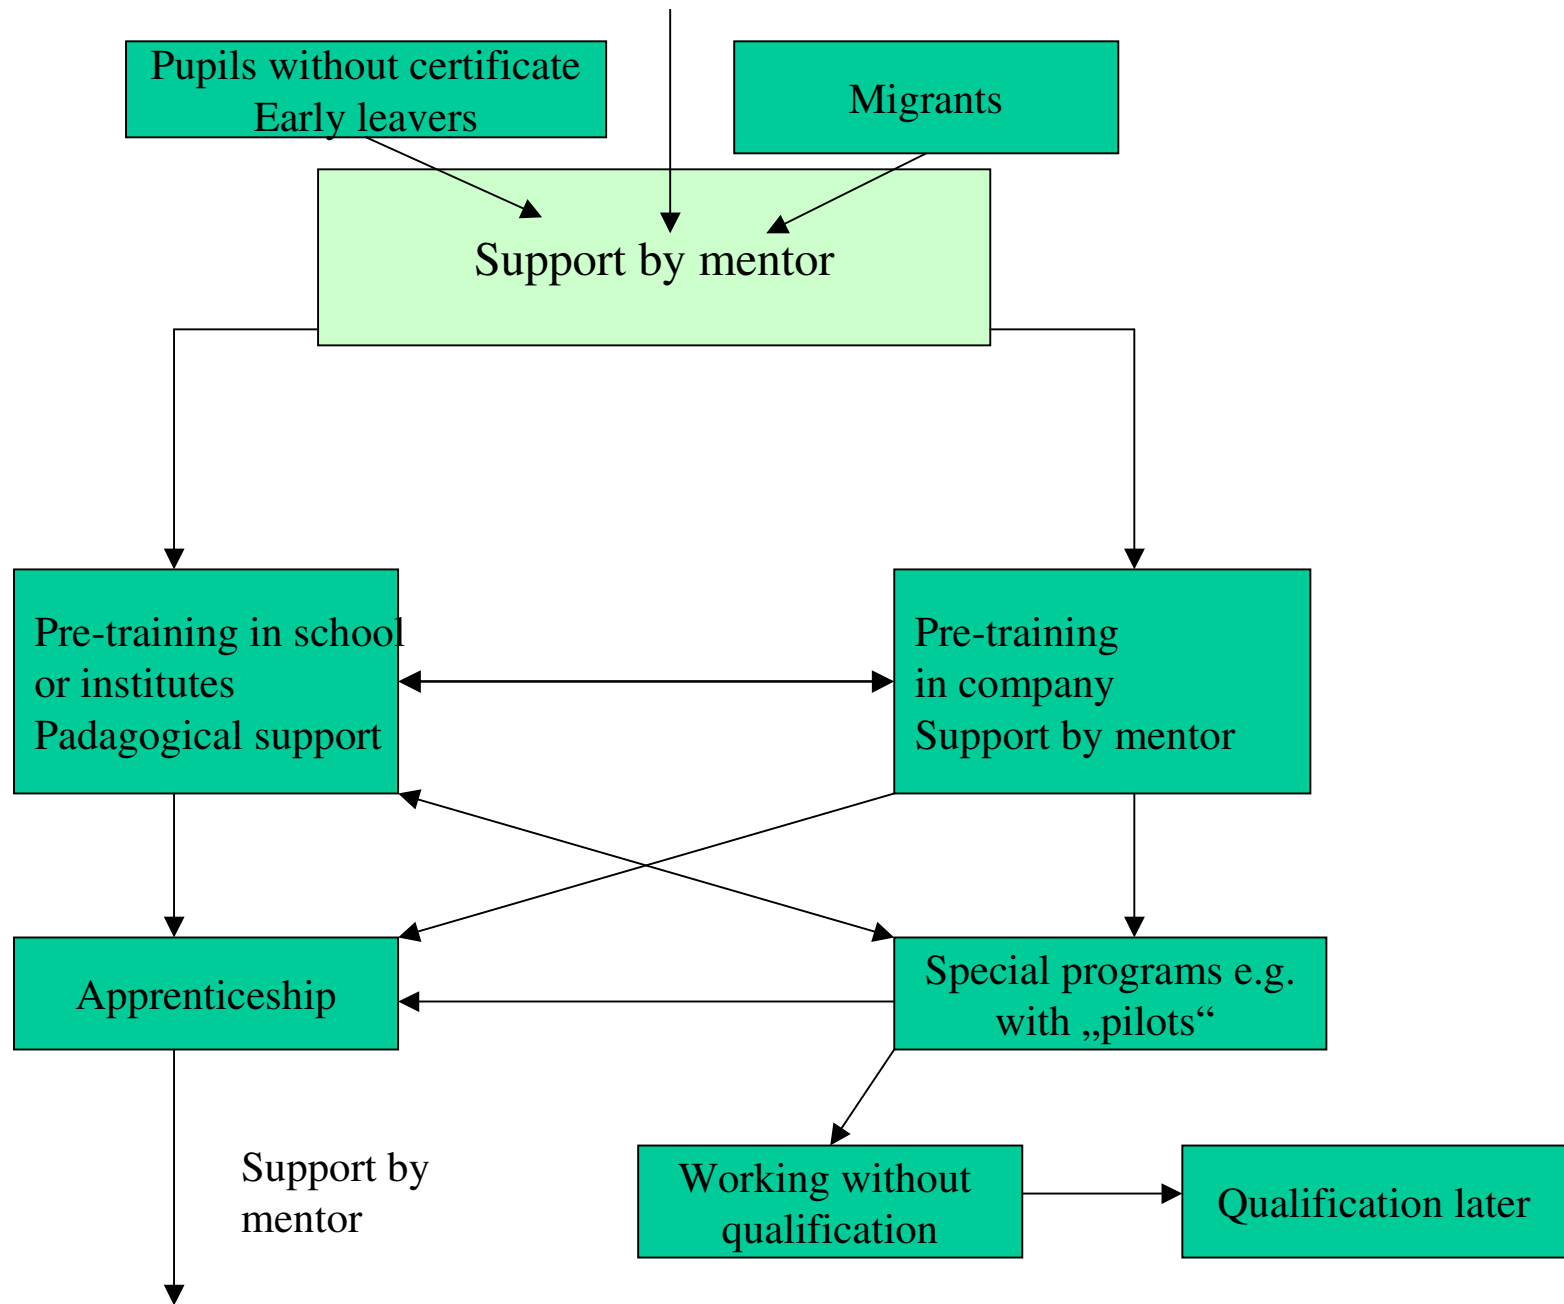 Pupils without certificate
Early leavers
Migrants
Support by mentor
Pre-training in school
or institutes
Padagogical support
Pre-training
in company
Support by mentor
Apprenticeship
Special programs e.g.
with „pilots“
Support by
mentor
Working without
qualification
Qualification later